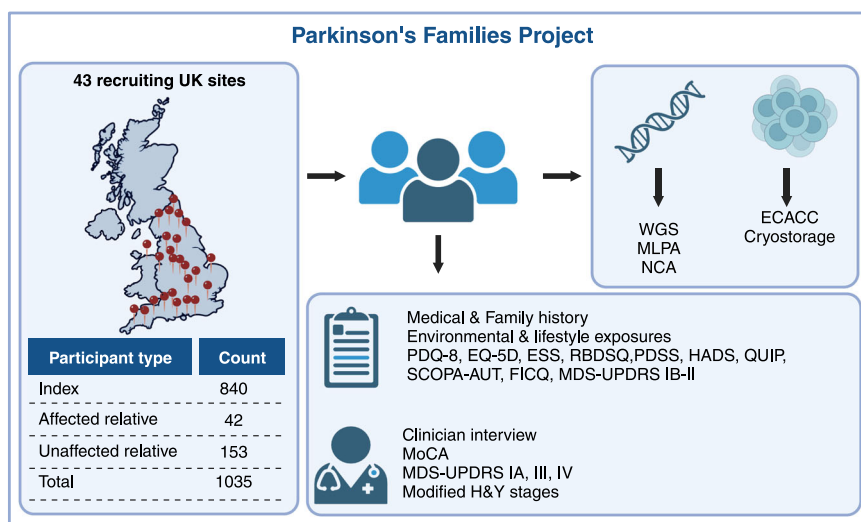 Parkinson's Families Project
43 recruiting UK sites
Participant type Count
Index 840
Affected relative 42
Unaffected relative 153
Total 1035
WGS
MLPA
NCA
ECACC
Cryostorage
Medical & Family history
Environmental & lifestyle exposures
PDQ-8, EQ-5D, ESS, RBDSQ,PDSS, HADS, QUIP,
SCOPA-AUT, FICQ, MDS-UPDRS IB-II
Clinician interview
MoCA
MDS-UPDRS IA, III, IV
Modified H&Y stages